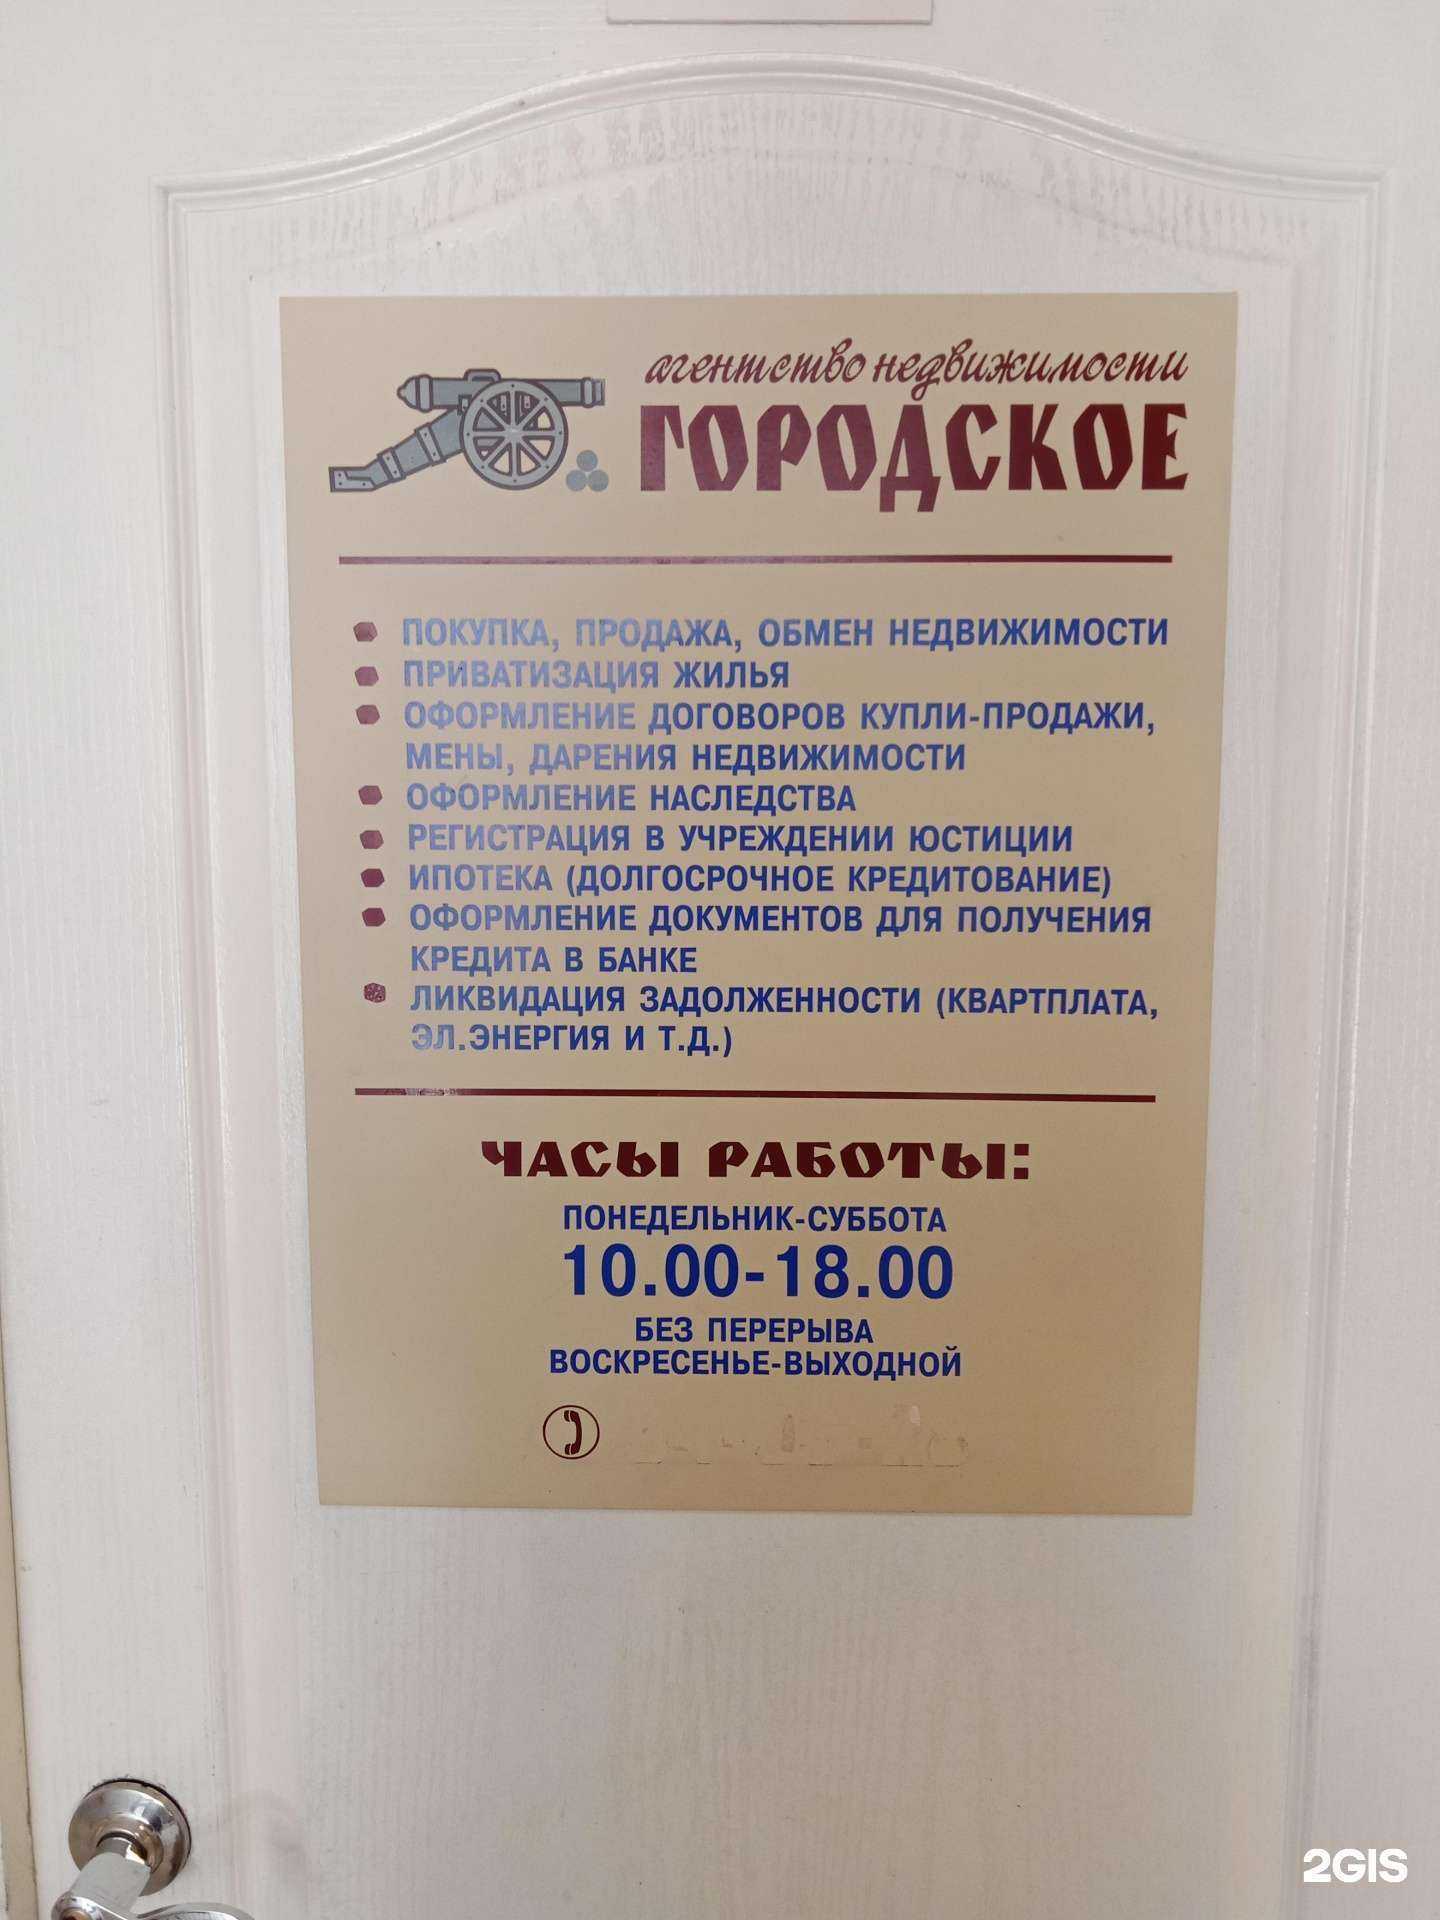 агентство недвижимости
ГОРОДСКОЕ
ПОКУПКА, ПРОДАЖА, ОБМЕН НЕДВИЖИМОСТИ
ПРИВАТИЗАЦИЯ ЖИЛЬЯ
ОФОРМЛЕНИЕ ДОГОВОРОВ КУПЛИ-ПРОДАЖИ,
МЕНЫ, ДАРЕНИЯ НЕДВИЖИМОСТИ
ОФОРМЛЕНИЕ НАСЛЕДСТВА
РЕГИСТРАЦИЯ В УЧРЕЖДЕНИИ ЮСТИЦИИ
ИПОТЕКА (ДОЛГОСРОЧНОЕ КРЕДИТОВАНИЕ)
ОФОРМЛЕНИЕ ДОКУМЕНТОВ ДЛЯ ПОЛУЧЕНИЯ
КРЕДИТА В БАНКЕ
ЛИКВИДАЦИЯ ЗАДОЛЖЕННОСТИ (КВАРТПЛАТА,
ЭЛ.ЭНЕРГИЯ И Т.Д.)
ЧАСЫ РАБОТЫ:
ПОНЕДЕЛЬНИК-СУББОТА
10.00-18.00
БЕЗ ПЕРЕРЫВА
ВОСКРЕСЕНЬЕ-ВЫХОДНОЙ
2GIS